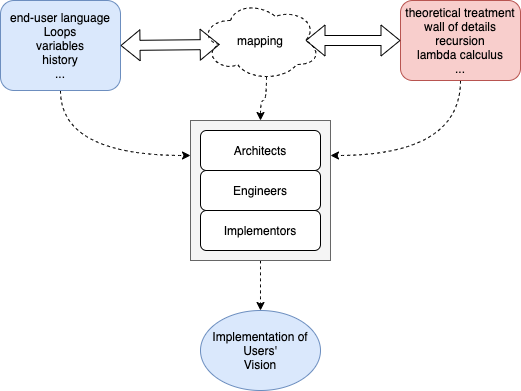 end-user language
Loops
variables
history
...
mapping
theoretical treatment
wall of details
recursion
lambda calculus
...
Architects
Engineers
Implementors
Implementation of
Users'
Vision